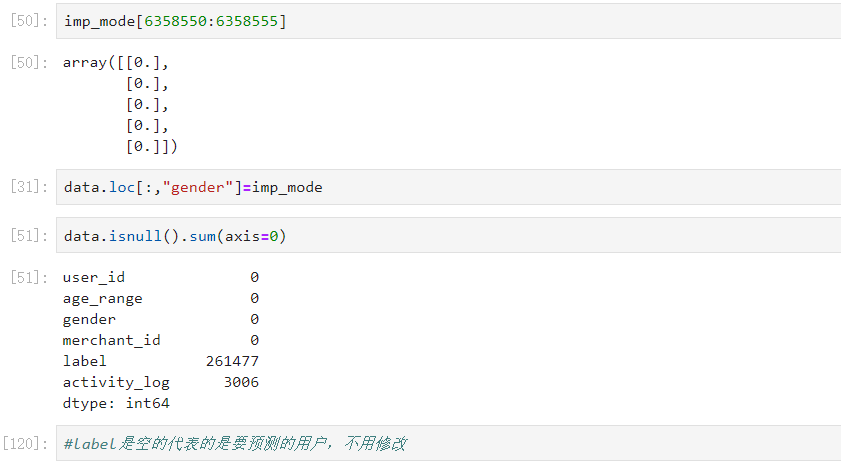 [50]: imp_mode[6358550:6358555]
[50]: array([[0.],
[0.],
[0.],
[0.],
[0.]])
[31]: data.loc[:,"gender"]=imp_mode
[51]: data.isnull().sum(axis=0)
[51]: user_id 0
age_range 0
gender 0
merchant_id 0
label 261477
activity_log 3006
dtype: int64
[120]: #label是空的代表的是要预测的用户，不用修改